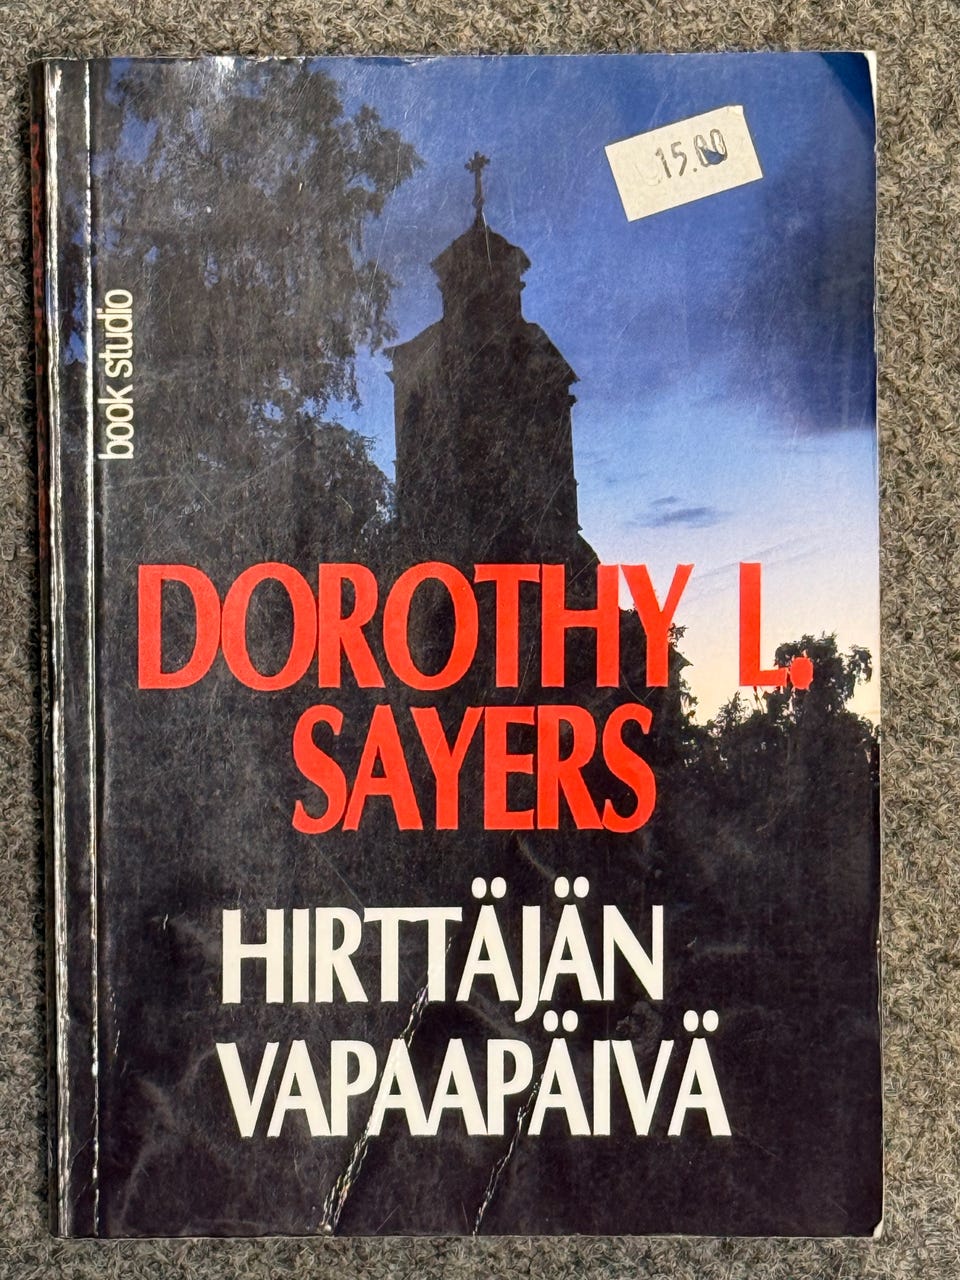 15.00
book studio
DOROTHY L.
SAYERS
HIRTTÄJÄN
VAPAAPÄIVÄ